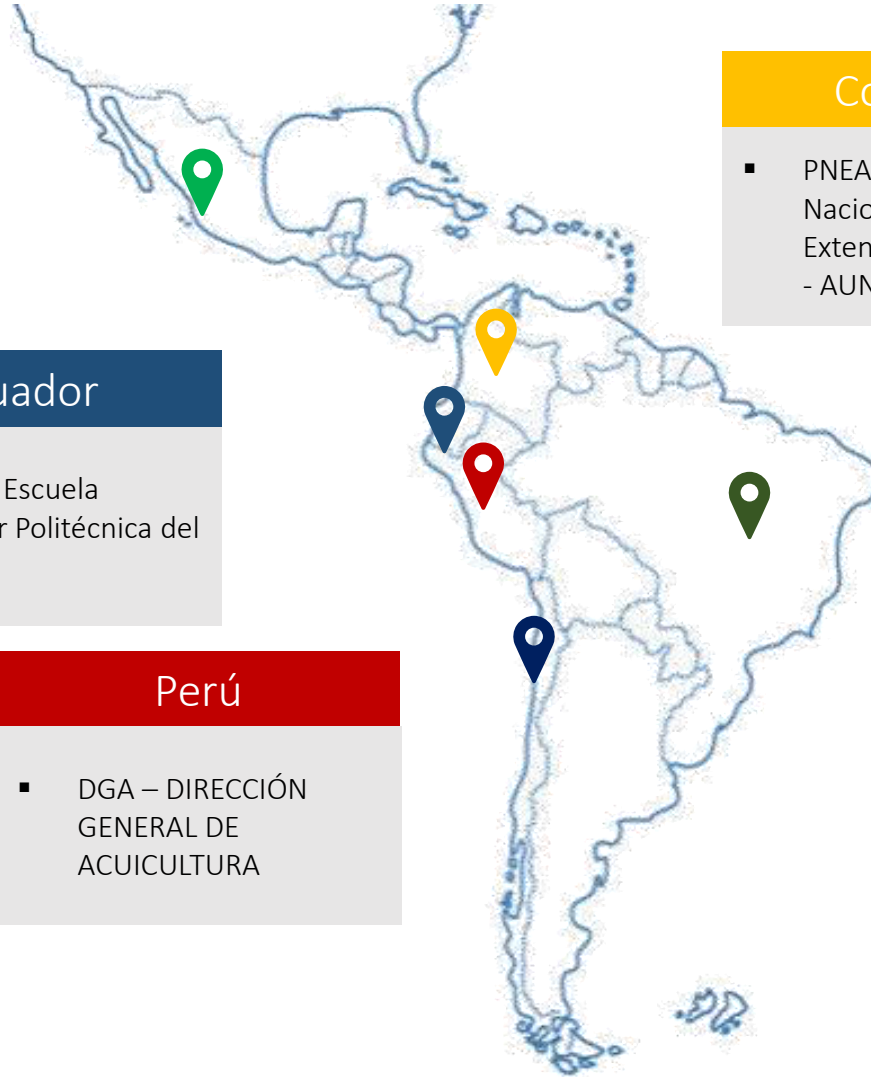 Co
▪ PNEA
Nacio
Exten
- AUN
uador
Escuela
r Politécnica del
Perú
▪ DGA – DIRECCIÓN
GENERAL DE
ACUICULTURA